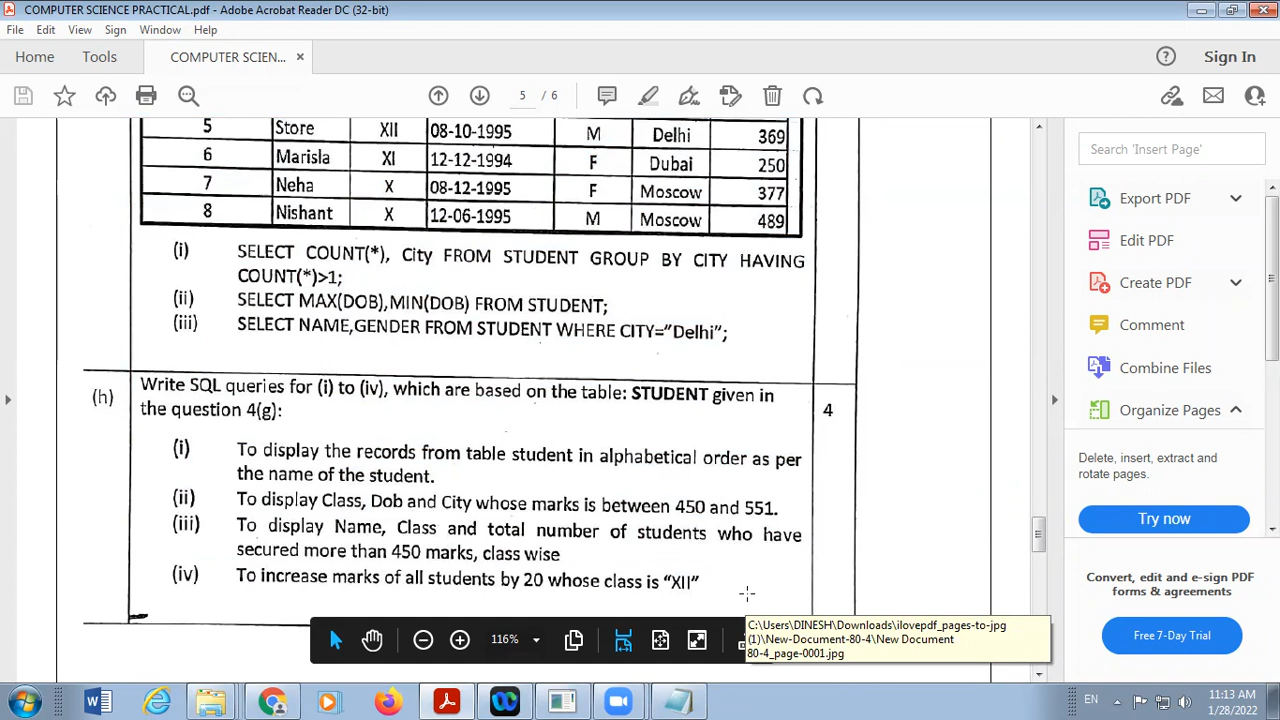 COMPUTER SCIENCE PRACTICAL.pdf - Adobe Acrobat Reader DC (32-bit)
File Edit View Sign Window Help
Home Tools COMPUTER SCIEN... × Sign In
5 / 6
5 Store XII 08-10-1995 M Delhi 369
6 Marisla XI 12-12-1994 F Dubai 250
7 Neha X 08-12-1995 F Moscow 377
8 Nishant X 12-06-1995 M Moscow 489
(i) SELECT COUNT(*), City FROM STUDENT GROUP BY CITY HAVING
COUNT(*)>1;
(ii) SELECT MAX(DOB),MIN(DOB) FROM STUDENT;
(iii) SELECT NAME,GENDER FROM STUDENT WHERE CITY="Delhi";
(h) Write SQL queries for (i) to (iv), which are based on the table: STUDENT given in
the question 4(g): 4
(i) To display the records from table student in alphabetical order as per
the name of the student.
(ii) To display Class, Dob and City whose marks is between 450 and 551.
(iii) To display Name, Class and total number of students who have
secured more than 450 marks, class wise
(iv) To increase marks of all students by 20 whose class is "XII"
116%
C:\Users\DINESH\Downloads\ilovepdf_pages-to-jpg
(1)\New-Document-80-4\New Document
80-4_page-0001.jpg
Search 'Insert Page'
Export PDF
Edit PDF
Create PDF
Comment
Combine Files
Organize Pages
Delete, insert, extract and
rotate pages.
Try now
Convert, edit and e-sign PDF
forms & agreements
Free 7-Day Trial
EN
11:13 AM
1/28/2022